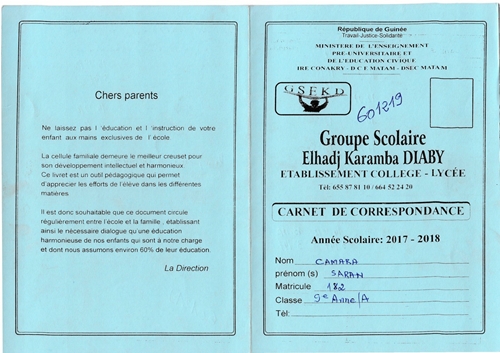 Chers parents
Ne laissez pas l 'éducation et l 'instruction de votre
enfant aux mains exclusives de l 'école.
La cellule familiale demeure le meilleur creuset pour
son développement intellectuel et harmonieux.
Ce livret est un outil pédagogique qui permet
d'apprecier les efforts de l'élève dans les différentes
matières.
Il est donc souhaitable que ce document circule
régulièrement entre l'école et la famille , établissant
ainsi le nécessaire dialogue qu'une éducation
harmonieuse de nos enfants qui sont à notre charge
et dont nous assumons environ 60% de leur éducation.
La Direction
République de Guinée
Travail-Justice-Solidarité
MINISTERE DE L'ENSEIGNEMENT
PRE-UNIVERSITAIRE ET
DE L'EDUCATION CIVIQUE
IRE CONAKRY - D C E MATAM - DSEC MATAM
GSEKD
601219
Groupe Scolaire
Elhadj Karamba DIABY
ETABLISSEMENT COLLEGE - LYCÉE
Tél: 655 87 81 10 / 664 52 24 20
CARNET DE CORRESPONDANCE
Année Scolaire: 2017 - 2018
Nom CAMARA
prénom (s) SARAN
Matricule 182
Classe 9e Anne/A
Tél: